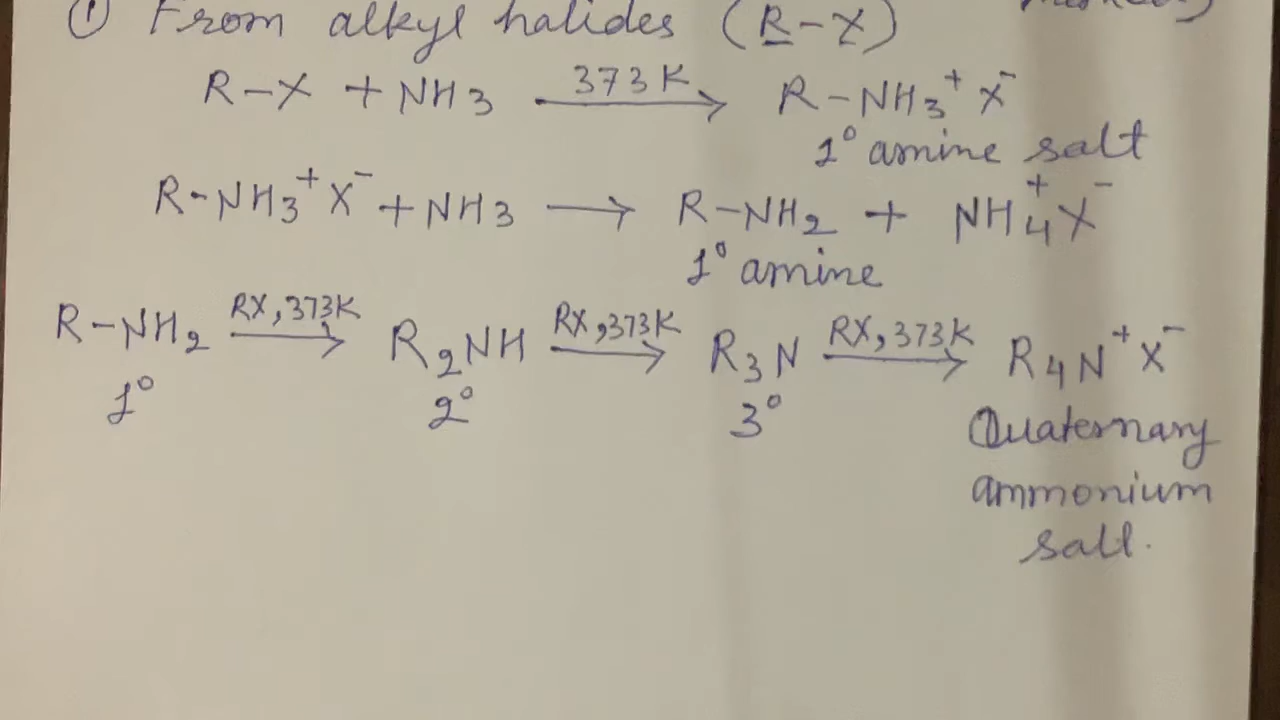 ① From alkyl halides (R-X)
R-X + NH3 373K → R-NH3⁺ X⁻
1° amine salt
R-NH3⁺X⁻ + NH3 → R-NH2 + NH4⁺X⁻
1° amine
R-NH2 RX,373K → R2NH RX,373K → R3N RX,373K → R4N⁺X⁻
1° 2° 3° Quaternary
ammonium
salt.